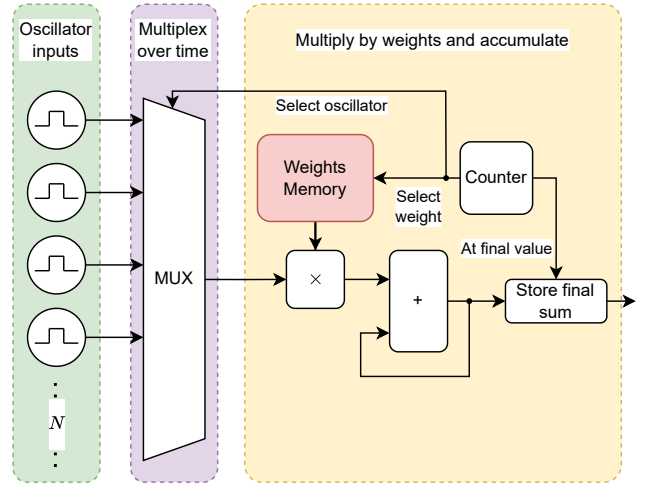 Oscillator
inputs
Multiplex
over time
Multiply by weights and accumulate
Select oscillator
Weights
Memory
Counter
Select
weight
At final value
MUX
×
+
Store final
sum
N